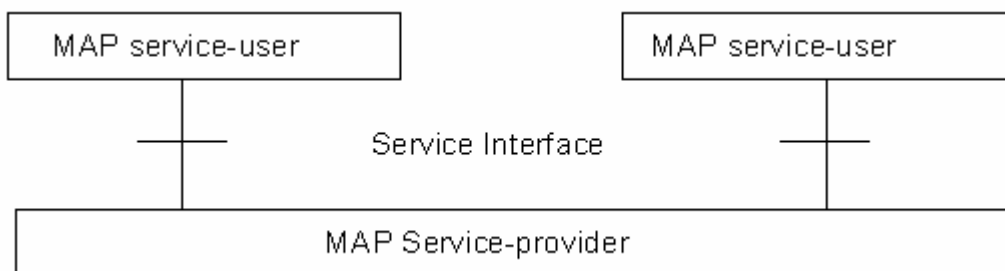 MAP service-user
MAP service-user
Service Interface
MAP Service-provider